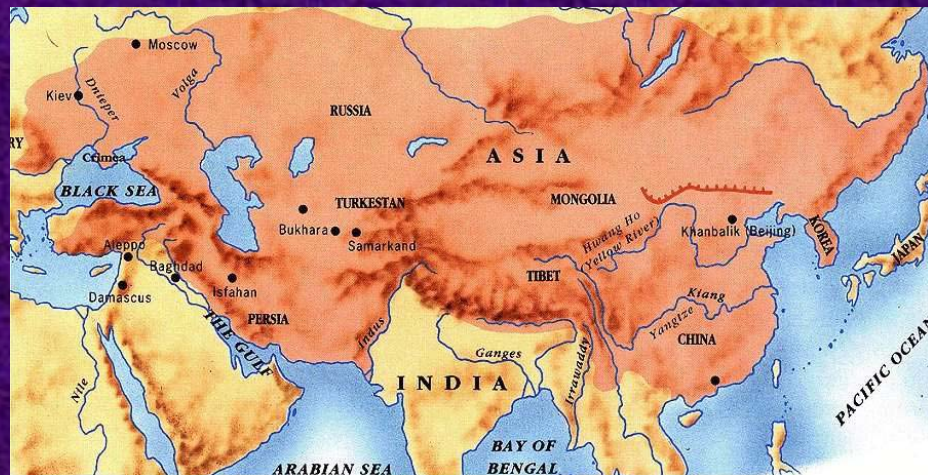 Moscow
Volga
Dnieper
Kiev
RUSSIA
RY
Crimea
ASIA
BLACK SEA
MONGOLIA
TURKESTAN
Bukhara
Samarkand
Hwang Ho
(Yellow River)
Khanbalik (Beijing)
KOREA
JAPAN
Aleppo
Baghdad
Damascus
Isfahan
TIBET
PERSIA
THE GULF
Indus
Kiang
Yangtze
CHINA
Ganges
Irrawaddy
Nile
INDIA
PACIFIC OCEAN
BAY OF
BENGAL
ARABIAN SEA